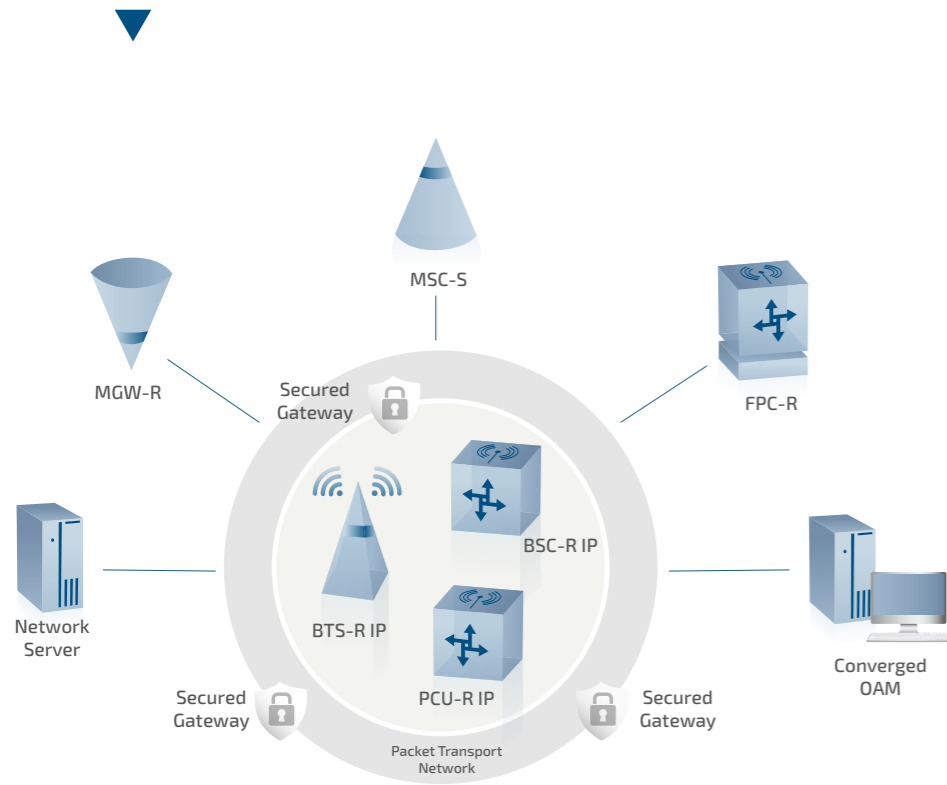 MSC-S
MGW-R
Secured
Gateway
FPC-R
BSC-R IP
Network
Server
BTS-R IP
Converged
OAM
PCU-R IP
Secured
Gateway
Secured
Gateway
Packet Transport
Network